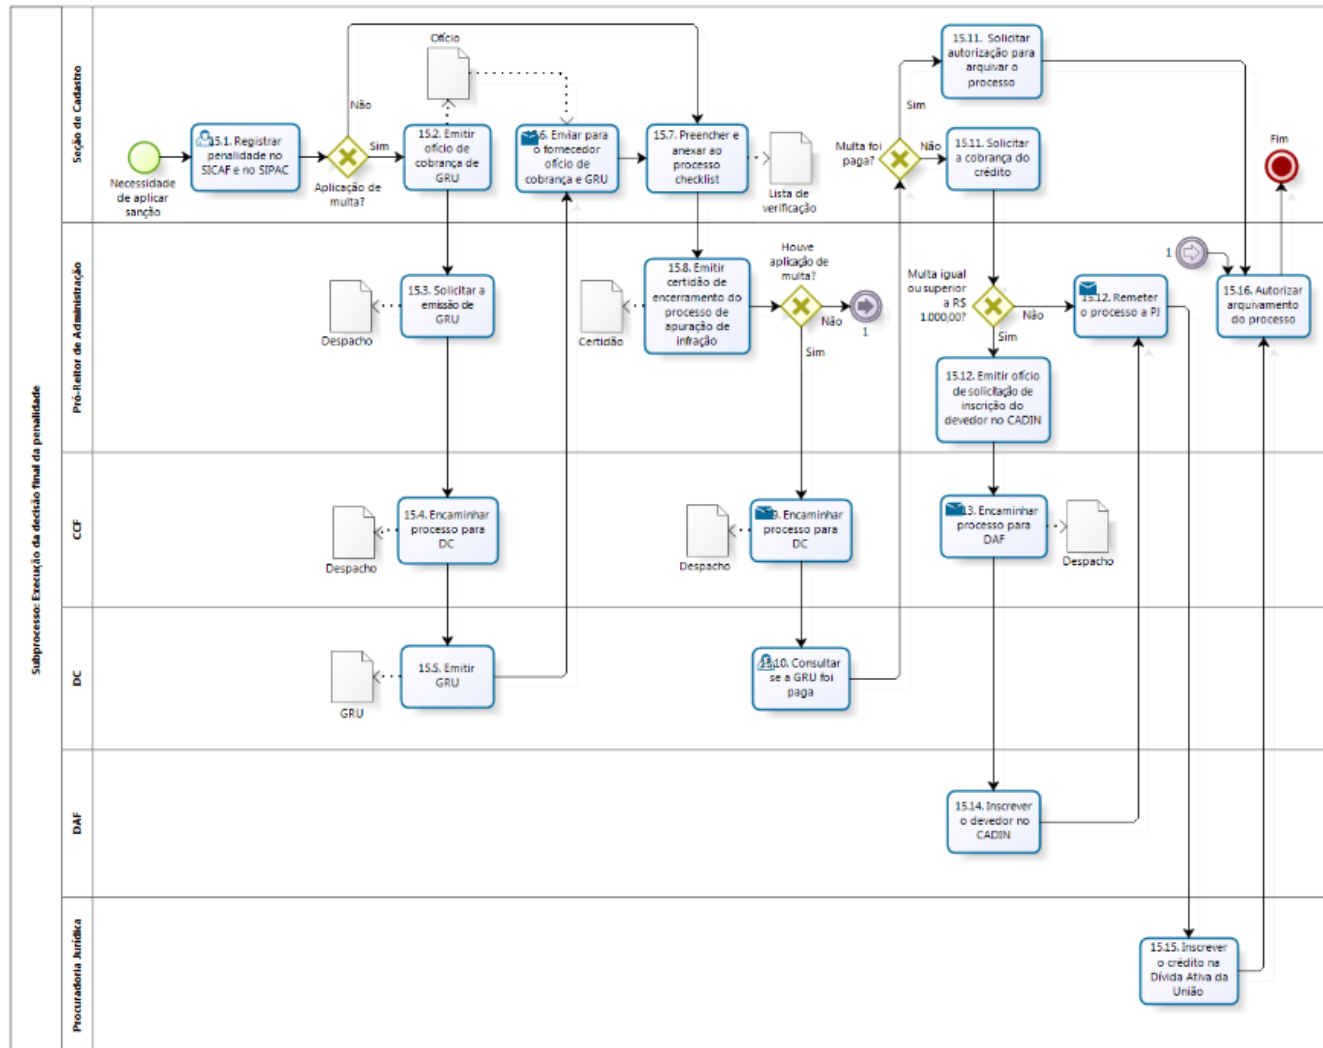 Subprocesso: Execução da decisão final da penalidade
Seção de Cadastro
Necessidade
de aplicar
sanção
15.1. Registrar
penalidade no
SICAF e no SIPAC
Aplicação de
multa?
Não
Sim
Ofício
15.2. Emitir
ofício de
cobrança de
GRU
6. Enviar para
o fornecedor
ofício de
cobrança e GRU
15.7. Preencher e
anexar ao
processo
checklist
Lista de
verificação
Multa foi
paga?
Sim
Não
15.11. Solicitar
autorização para
arquivar o
processo
15.11. Solicitar
a cobrança do
crédito
Fim
Pró-Reitor de Administração
15.3. Solicitar a
emissão de
GRU
Despacho
15.8. Emitir
certidão de
encerramento do
processo de
apuração de
infração
Certidão
Houve
aplicação de
multa?
Não
Sim
1
Multa igual
ou superior
a R$
1.000,00?
Não
Sim
15.12. Remeter
o processo a PJ
15.12. Emitir ofício
de solicitação de
inscrição do
devedor no CADIN
1
15.16. Autorizar
arquivamento
do processo
CCF
15.4. Encaminhar
processo para
DC
Despacho
9. Encaminhar
processo para
DC
Despacho
13. Encaminhar
processo para
DAF
Despacho
DC
15.5. Emitir
GRU
GRU
15.10. Consultar
se a GRU foi
paga
DAF
15.14. Inscrever
o devedor no
CADIN
Procuradoria Jurídica
15.15. Inscrever
o crédito na
Dívida Ativa da
União